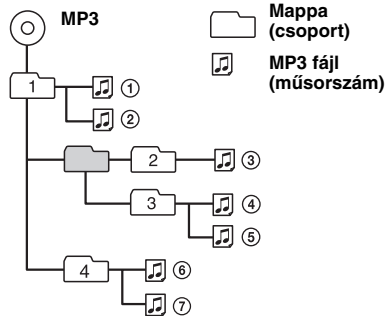 MP3
Mappa
(csoport)
MP3 fájl
(műsorszám)
1
①
②
2
③
3
④
⑤
4
⑥
⑦